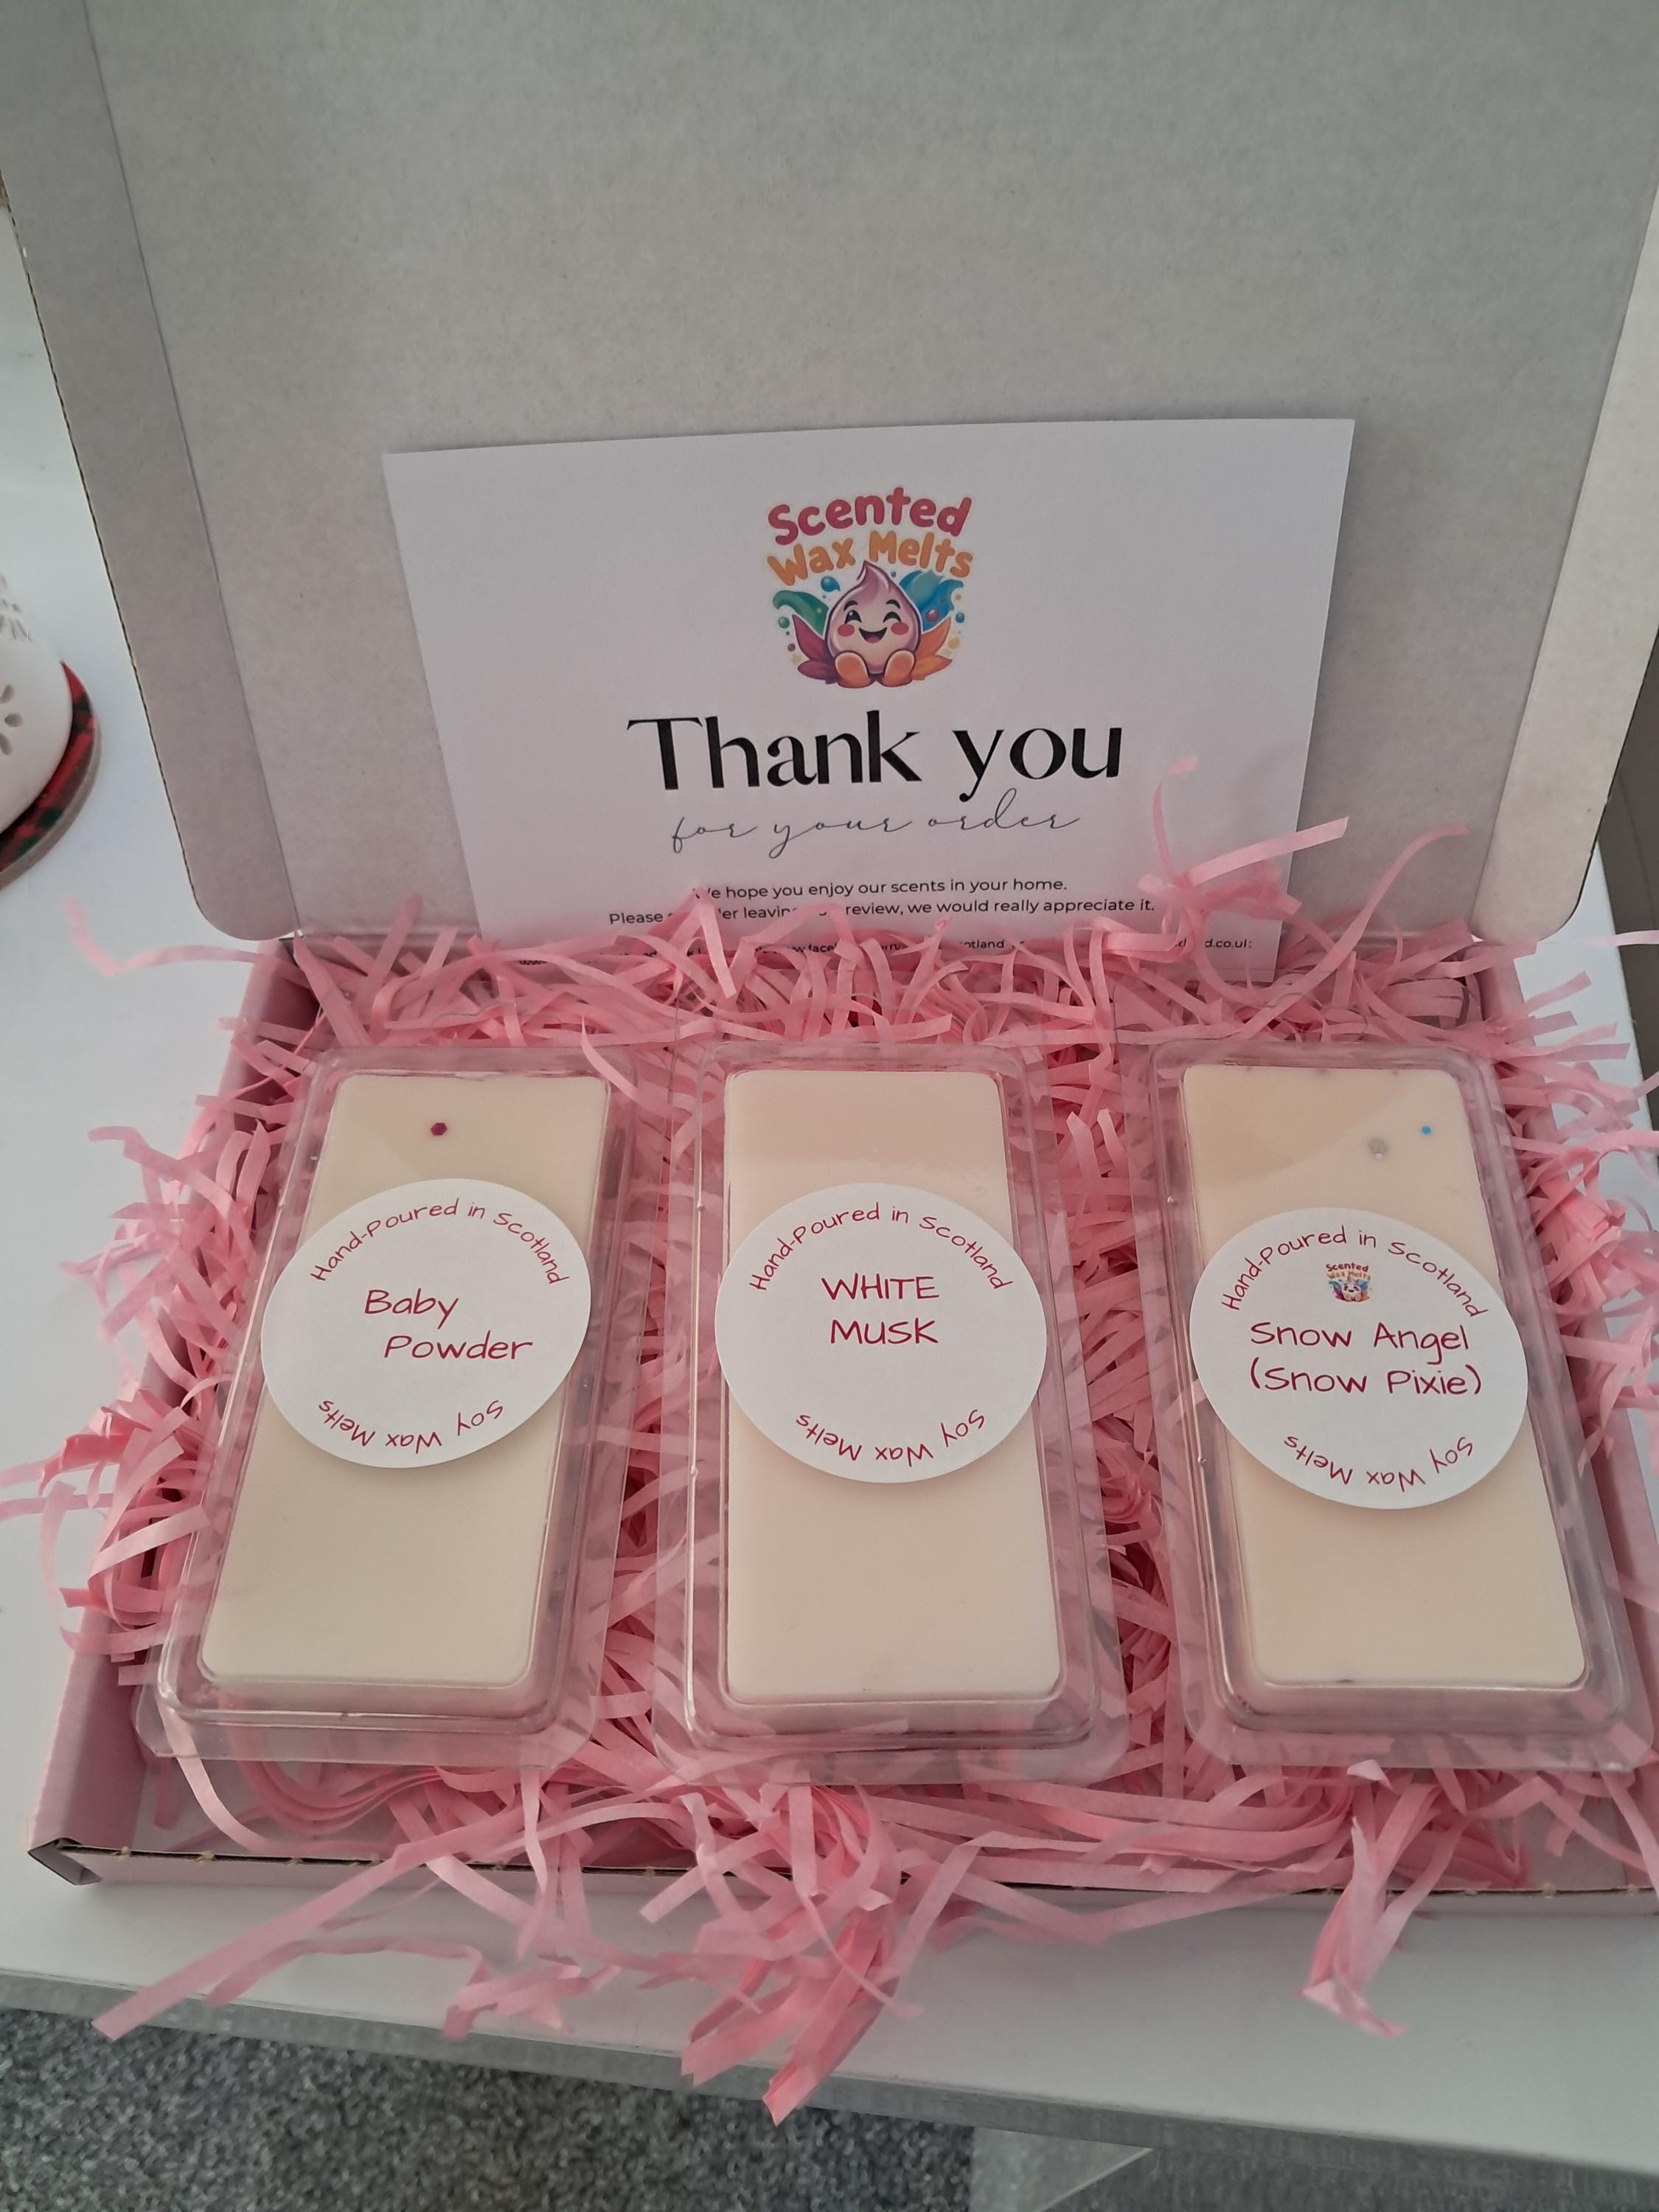 Scented
Wax Melts
Thank you
for your order
We hope you enjoy our scents in your home.
Please leaving review, we would really appreciate it.
Hand-Poured in Scotland
Baby
Powder
Soy Wax Melts
Hand-Poured in Scotland
WHITE
MUSK
Soy Wax Melts
Hand-Poured in Scotland
Scented
Wax Melts
Snow Angel
(Snow Pixie)
Soy Wax Melts